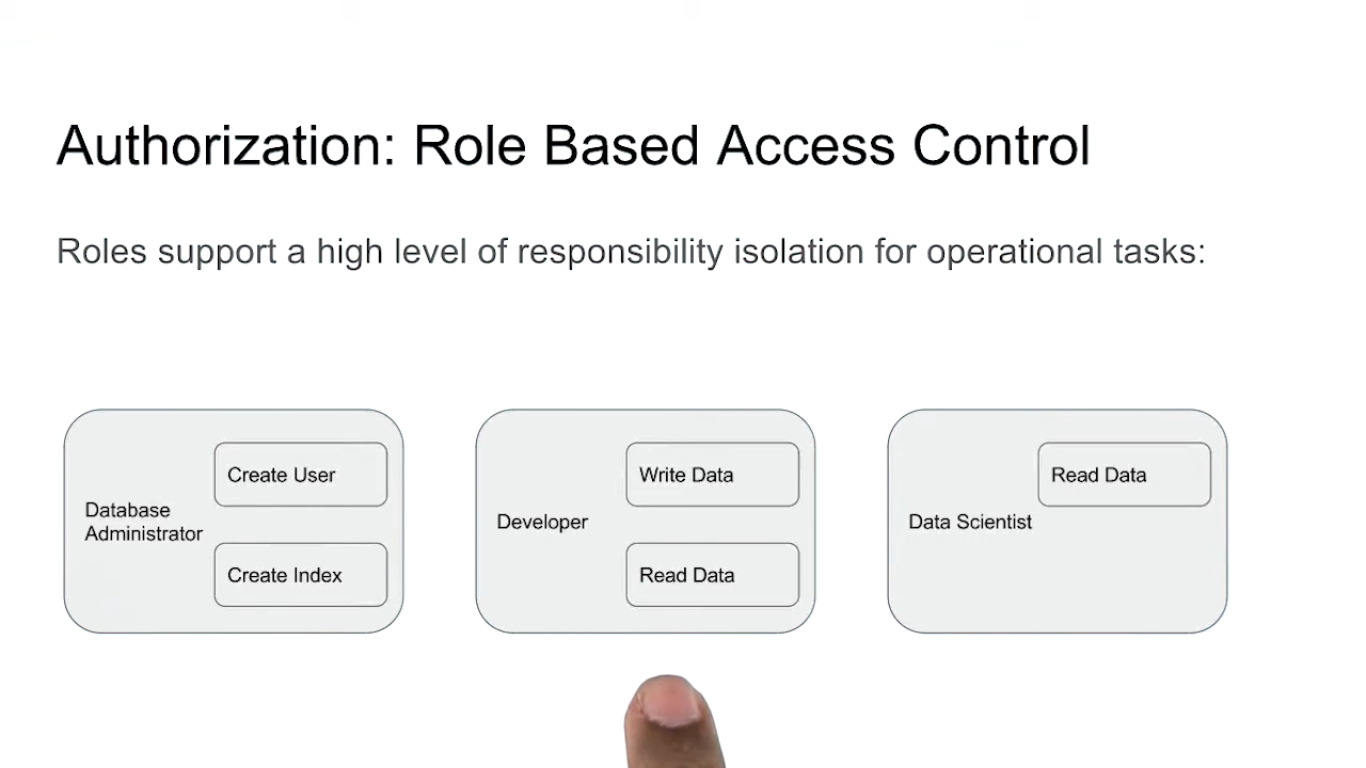 Authorization: Role Based Access Control
Roles support a high level of responsibility isolation for operational tasks:
Database
Administrator
Create User
Create Index
Developer
Write Data
Read Data
Data Scientist
Read Data